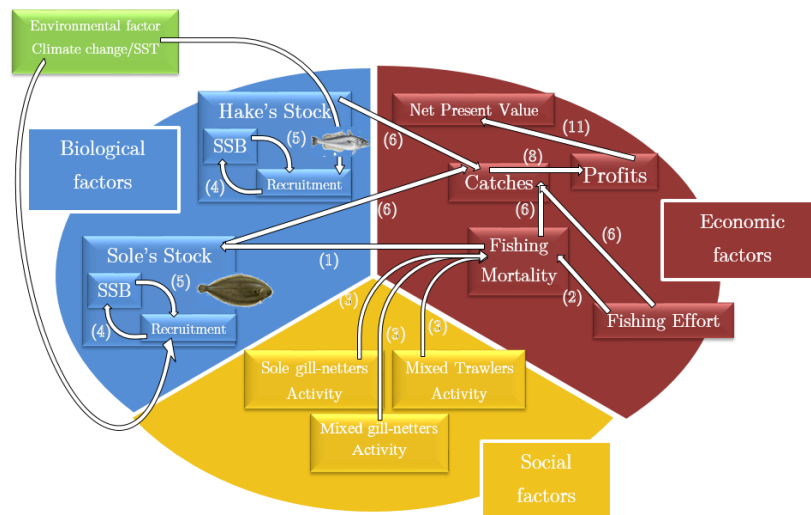 Environmental factor
Climate change/SST
Hake's Stock
(5)
SSB
(4)
Recruitment
Biological
factors
Net Present Value
(11)
(6)
(8)
Catches
Profits
(6)
(6)
(6)
Economic
factors
Sole's Stock
(5)
SSB
(4)
Recruitment
(1)
Fishing
Mortality
(2)
Fishing Effort
(3)
(3)
(3)
Sole gill-netters
Activity
Mixed Trawlers
Activity
Mixed gill-netters
Activity
Social
factors